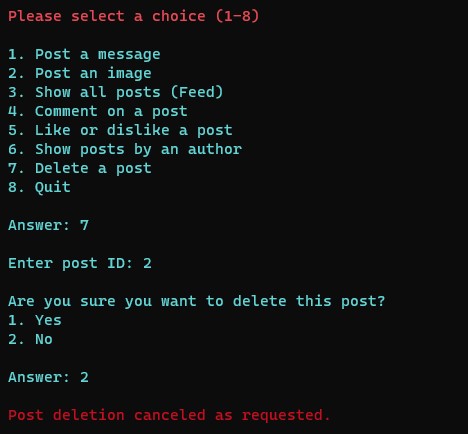 Please select a choice (1-8)
1. Post a message
2. Post an image
3. Show all posts (Feed)
4. Comment on a post
5. Like or dislike a post
6. Show posts by an author
7. Delete a post
8. Quit
Answer: 7
Enter post ID: 2
Are you sure you want to delete this post?
1. Yes
2. No
Answer: 2
Post deletion canceled as requested.